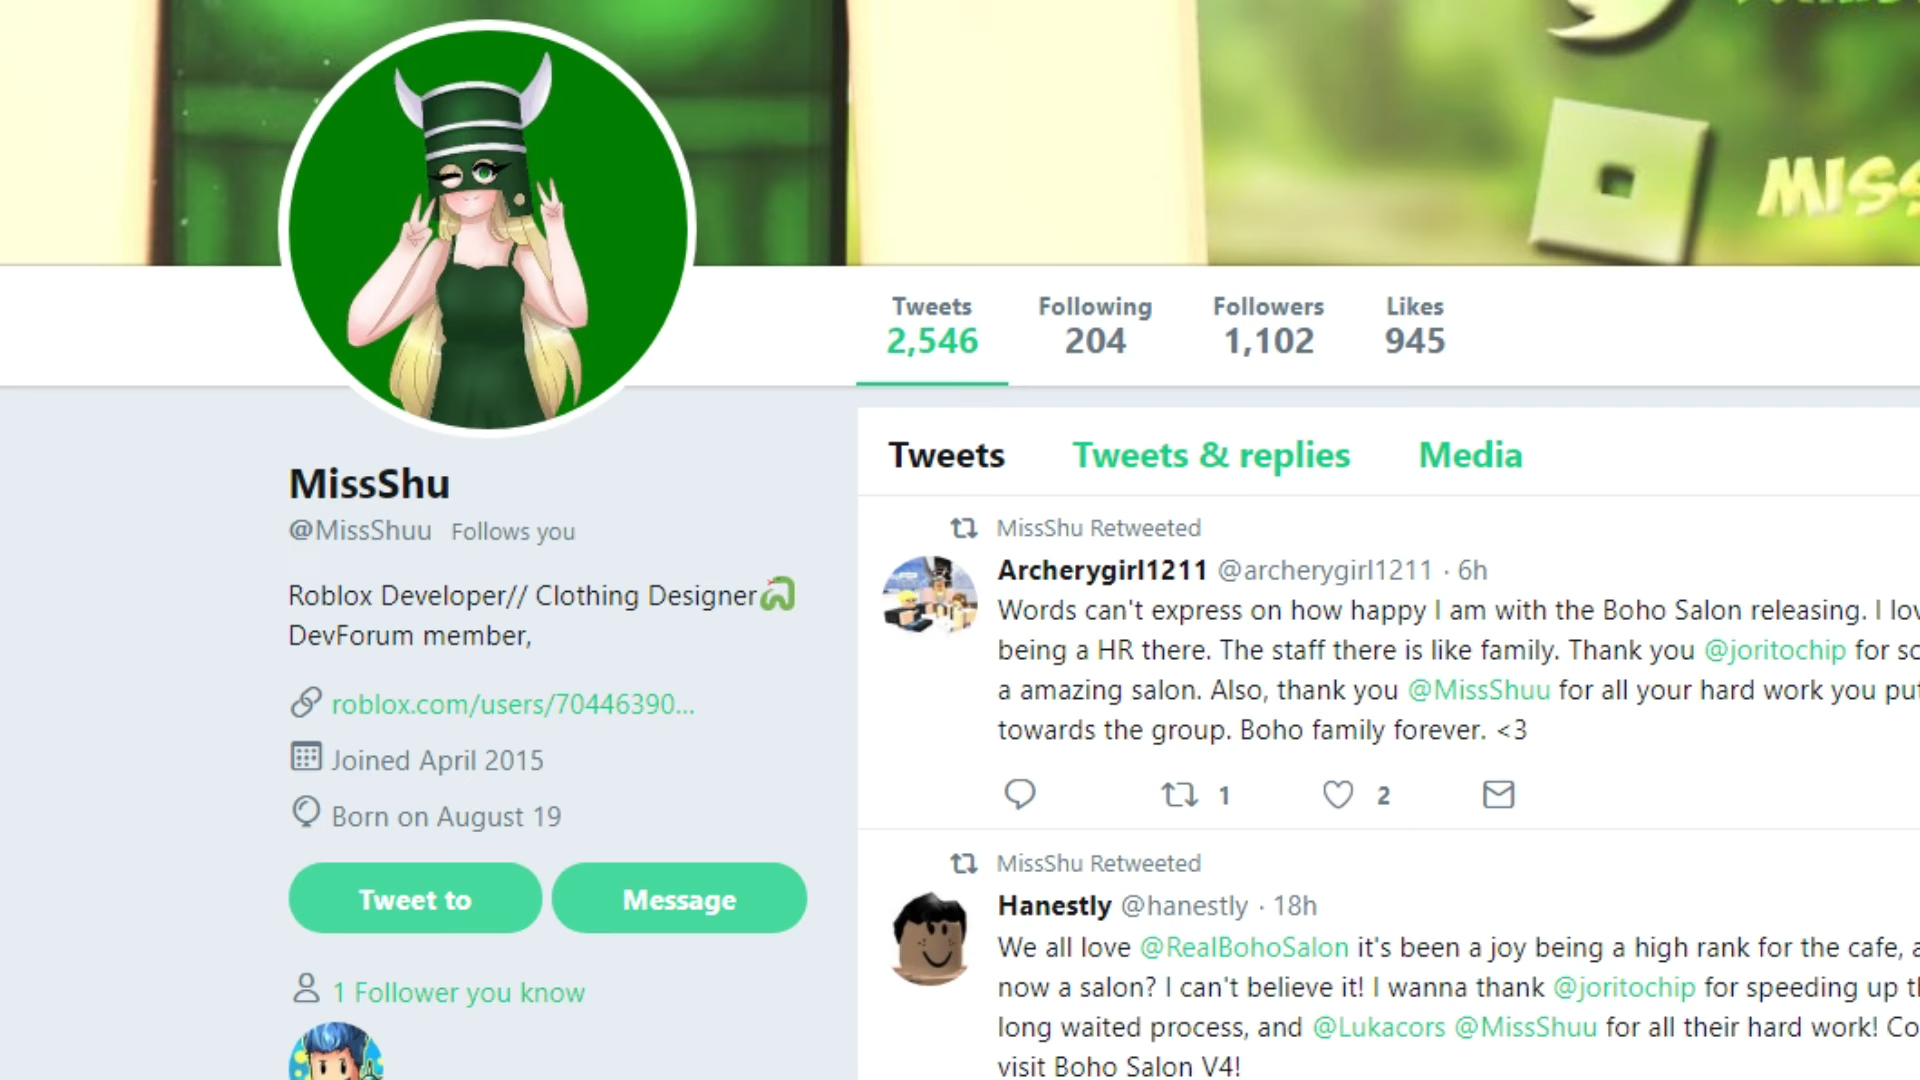 MISS
Tweets Following Followers Likes
2,546 204 1,102 945
MissShu
@MissShuu Follows you
Roblox Developer// Clothing Designer
DevForum member,
roblox.com/users/70446390...
Joined April 2015
Born on August 19
Tweet to Message
1 Follower you know
Tweets Tweets & replies Media
MissShu Retweeted
Archerygirl1211 @archerygirl1211 · 6h
Words can't express on how happy I am with the Boho Salon releasing. I lov
being a HR there. The staff there is like family. Thank you @joritochip for so
a amazing salon. Also, thank you @MissShuu for all your hard work you put
towards the group. Boho family forever. <3
1 2
MissShu Retweeted
Hanestly @hanestly · 18h
We all love @RealBohoSalon it's been a joy being a high rank for the cafe, a
now a salon? I can't believe it! I wanna thank @joritochip for speeding up th
long waited process, and @Lukacors @MissShuu for all their hard work! Co
visit Boho Salon V4!